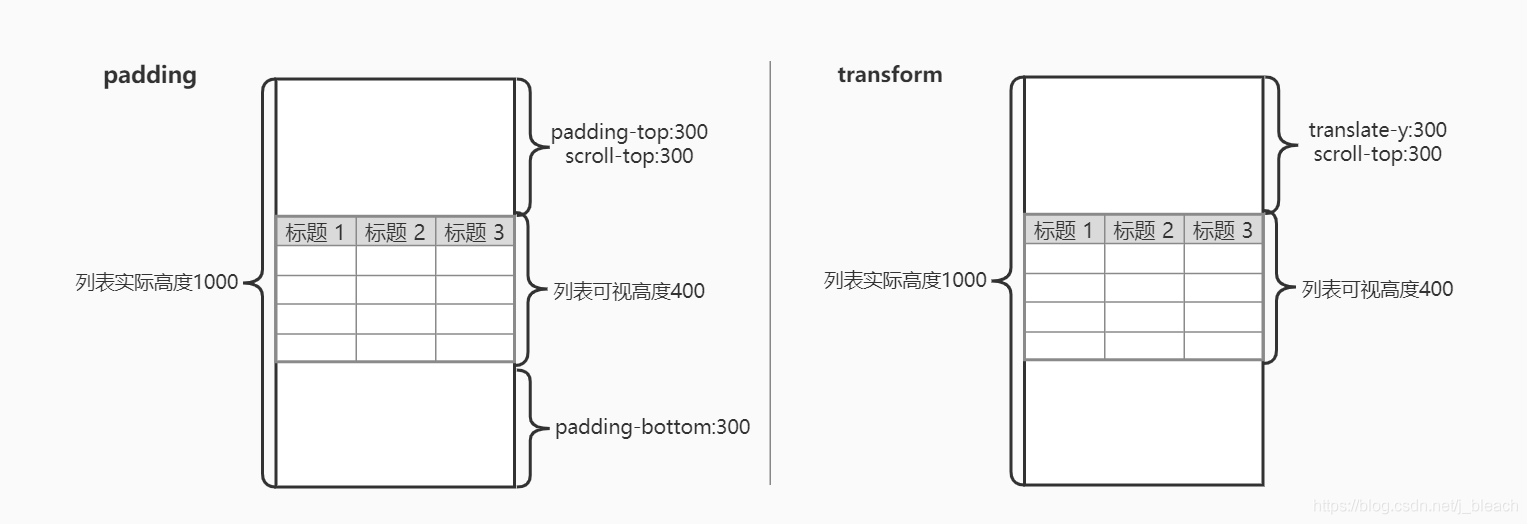 padding
padding-top:300
scroll-top:300
标题 1 标题 2 标题 3
列表实际高度1000
列表可视高度400
padding-bottom:300
transform
translate-y:300
scroll-top:300
标题 1 标题 2 标题 3
列表实际高度1000
列表可视高度400
https://blog.csdn.net/j_bleach